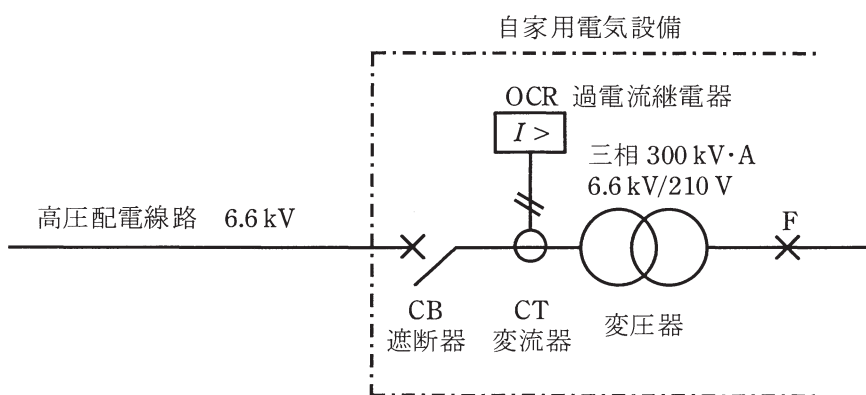 自家用電気設備
OCR 過電流継電器
I >
三相 300 kV・A
6.6 kV/210 V
高圧配電線路 6.6 kV
F
CB
遮断器
CT
変流器
変圧器